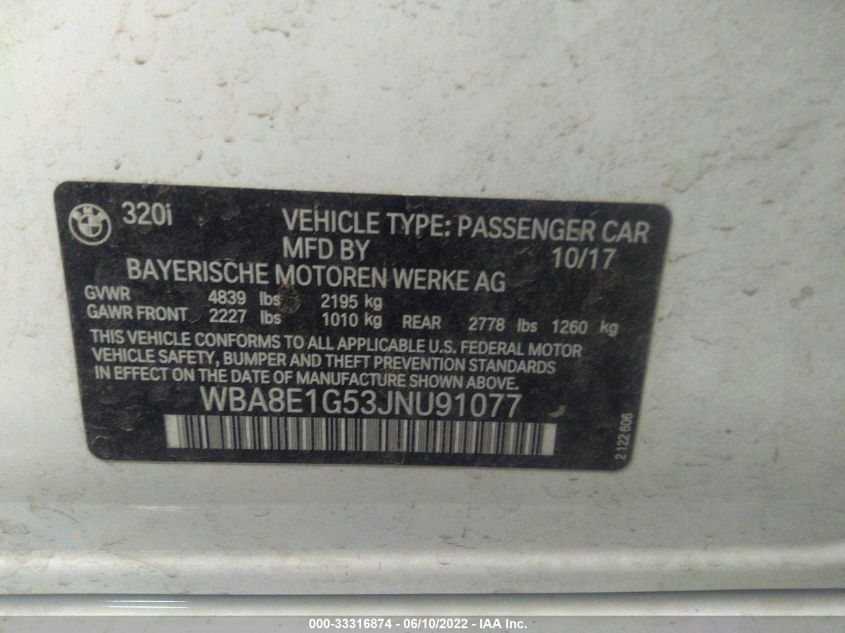 BMW
320i VEHICLE TYPE: PASSENGER CAR
MFD BY 10/17
BAYERISCHE MOTOREN WERKE AG
GVWR 4839 lbs 2195 kg
GAWR FRONT 2227 lbs 1010 kg REAR 2778 lbs 1260 kg
THIS VEHICLE CONFORMS TO ALL APPLICABLE U.S. FEDERAL MOTOR
VEHICLE SAFETY, BUMPER AND THEFT PREVENTION STANDARDS
IN EFFECT ON THE DATE OF MANUFACTURE SHOWN ABOVE.
WBA8E1G53JNU91077
2 122 606
000-33316874 - 06/10/2022 - IAA Inc.